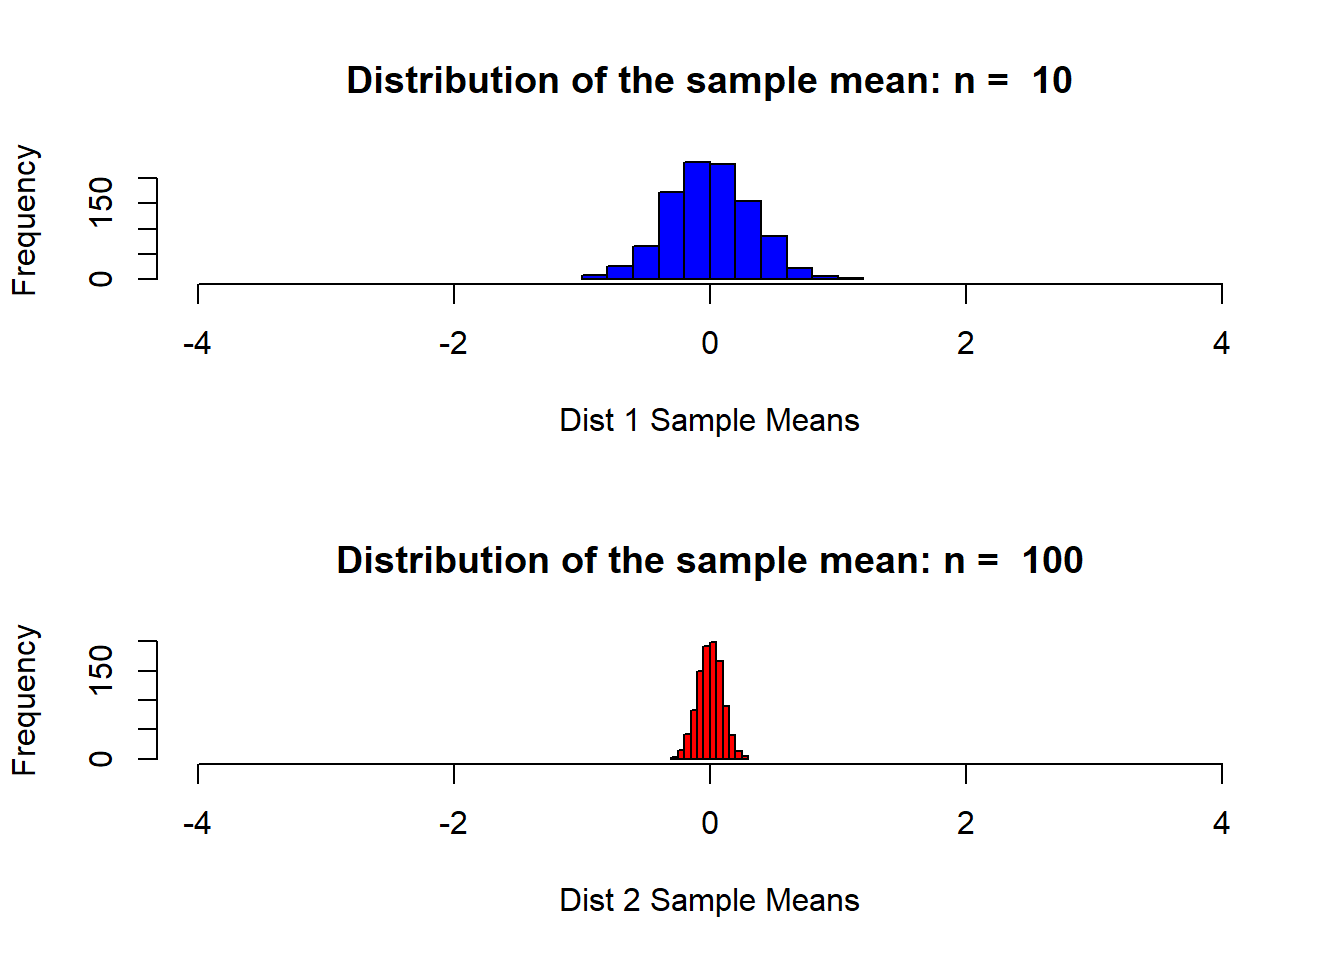 Distribution of the sample mean: n =  10
Frequency
150
0
-4 -2 0 2 4
Dist 1 Sample Means
Distribution of the sample mean: n =  100
Frequency
150
0
-4 -2 0 2 4
Dist 2 Sample Means